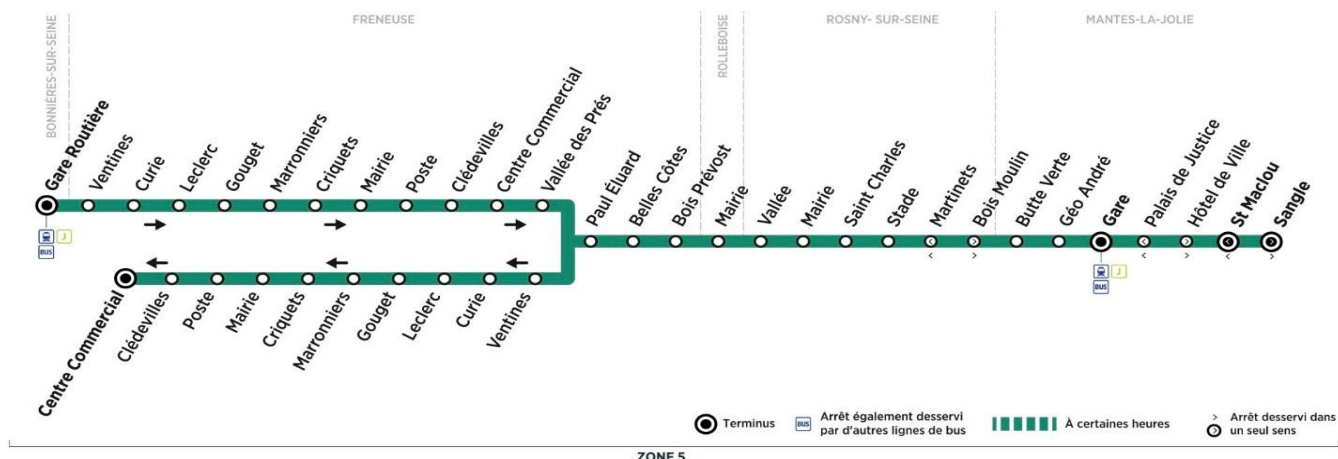 BONNIÈRES-SUR-SEINE
FRENEUSE
ROLLEBOISE
ROSNY- SUR-SEINE
MANTES-LA-JOLIE
Gare Routière
Ventines
Curie
Leclerc
Gouget
Marronniers
Criquets
Mairie
Poste
Clédevilles
Centre Commercial
Vallée des Prés
Paul Éluard
Belles Côtes
Bois Prévost
Mairie
Vallée
Mairie
Saint Charles
Stade
Martinets
Bois Moulin
Butte Verte
Géo André
Gare
Palais de Justice
Hôtel de Ville
St Maclou
Sangle
J
BUS
J
BUS
Centre Commercial
Clédevilles
Poste
Mairie
Criquets
Marronniers
Gouget
Leclerc
Curie
Ventines
Terminus
BUS
Arrêt également desservi
par d'autres lignes de bus
À certaines heures
Arrêt desservi dans
un seul sens
ZONE 5